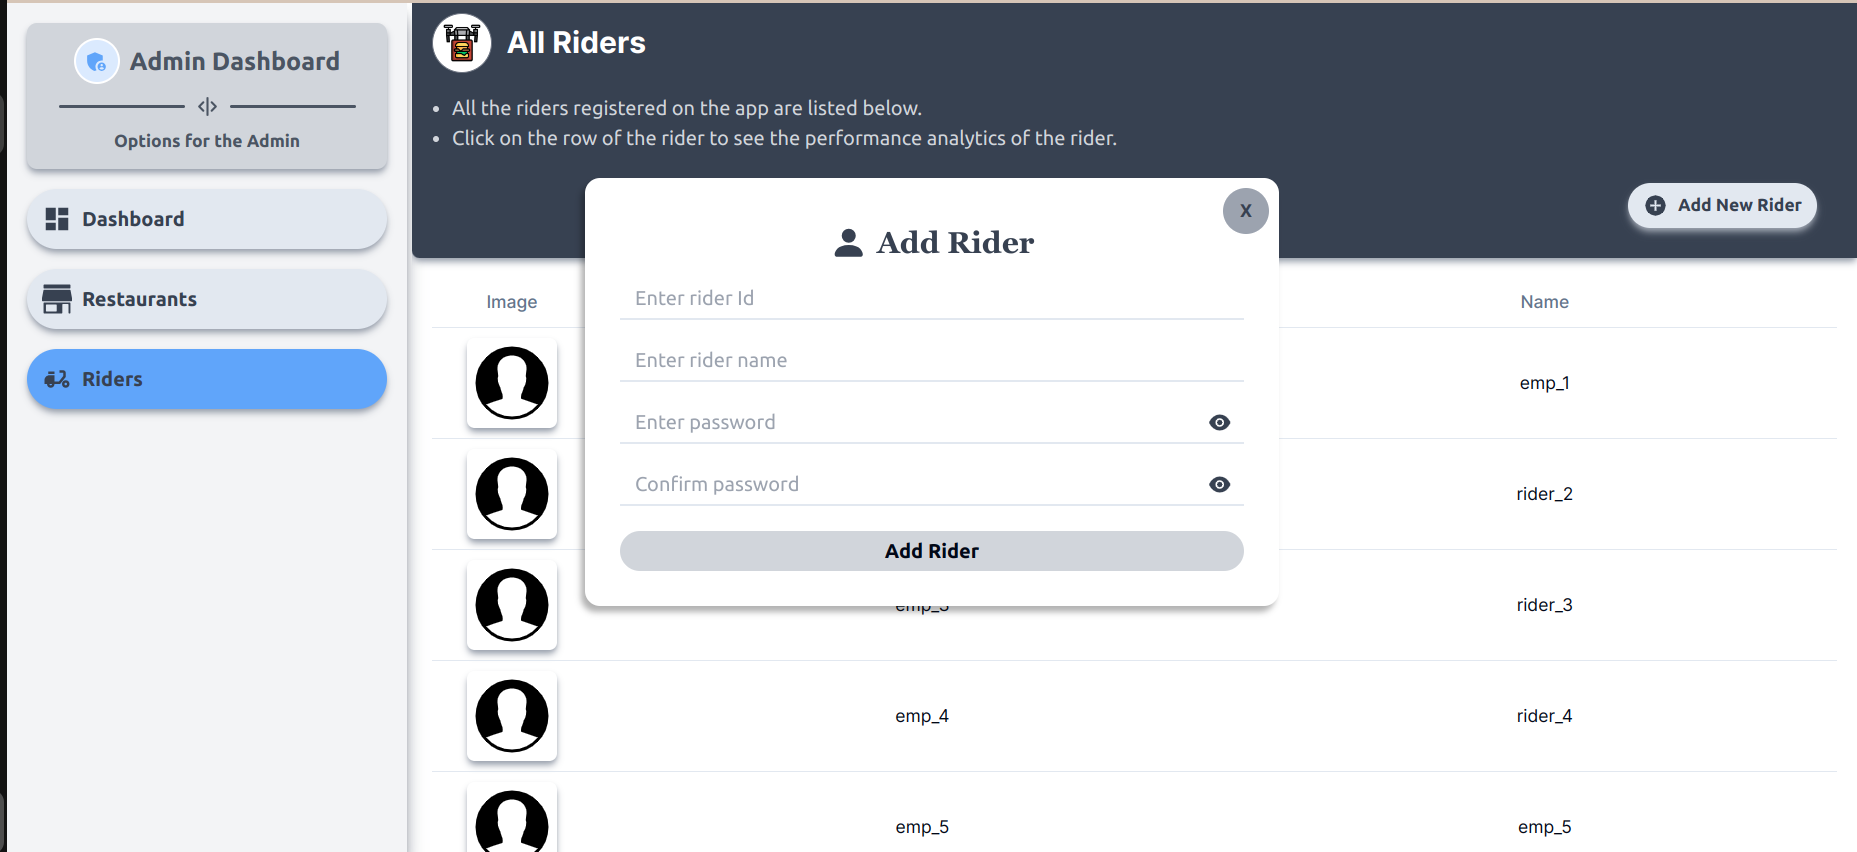 Admin Dashboard
Options for the Admin
Dashboard
Restaurants
Riders
All Riders
All the riders registered on the app are listed below.
Click on the row of the rider to see the performance analytics of the rider.
Add New Rider
X
Add Rider
Enter rider Id
Enter rider name
Enter password
Confirm password
Add Rider
Image Name
emp_1
rider_2
emp_3 rider_3
emp_4 rider_4
emp_5 emp_5